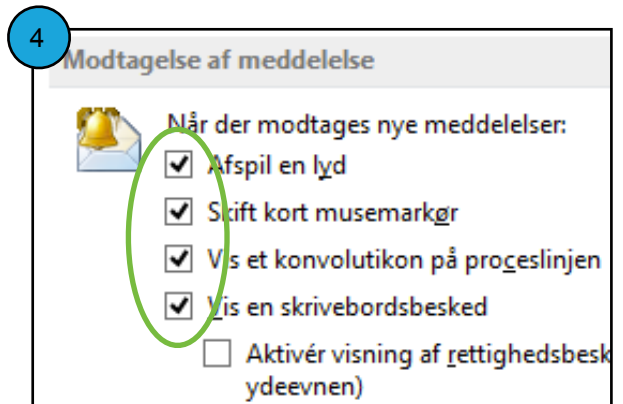 4
Modtagelse af meddelelse
Når der modtages nye meddelelser:
Afspil en lyd
Skift kort musemarkør
Vis et konvolutikon på proceslinjen
Vis en skrivebordsbesked
Aktivér visning af rettighedsbesk
ydeevnen)